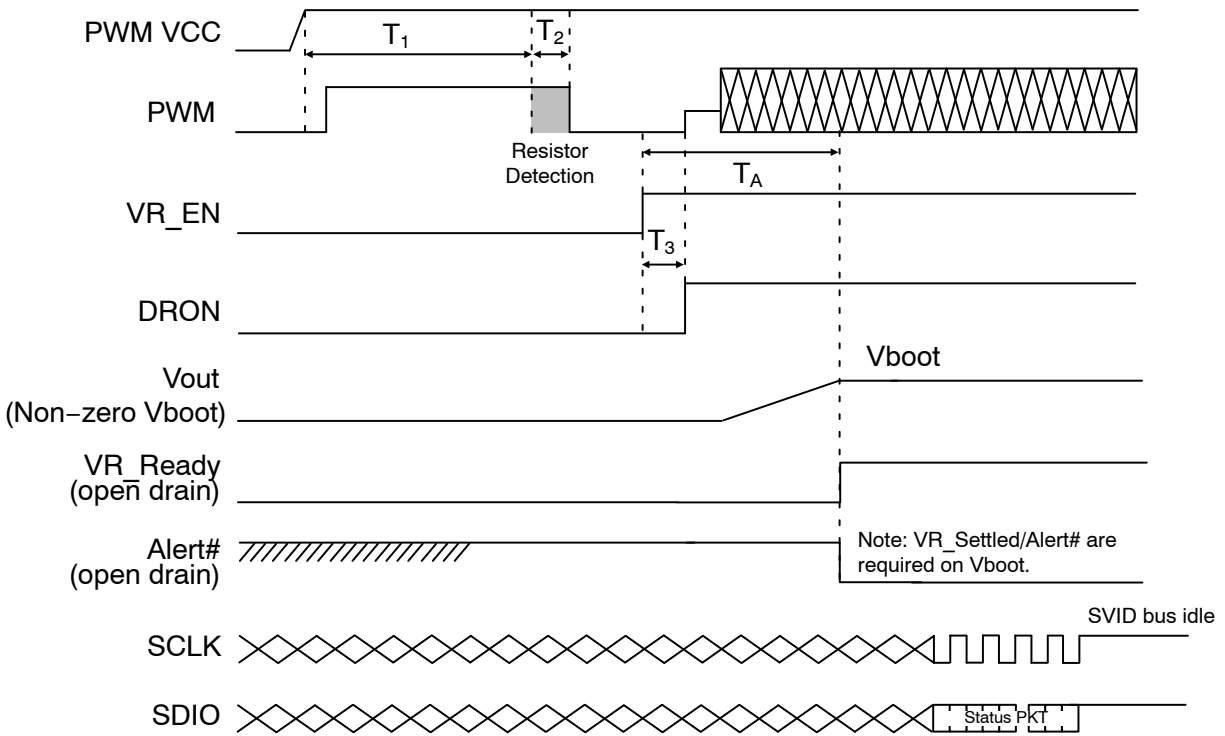 PWM VCC
T1
T2
PWM
Resistor
Detection
TA
VR_EN
T3
DRON
Vboot
Vout
(Non−zero Vboot)
VR_Ready
(open drain)
Alert#
(open drain)
Note: VR_Settled/Alert# are
required on Vboot.
SVID bus idle
SCLK
SDIO
Status PKT